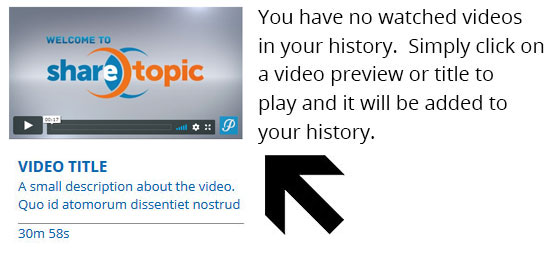 WELCOME TO
sharetopic
00:17
VIDEO TITLE
A small description about the video.
Quo id atomorum dissentiet nostrud
30m 58s
You have no watched videos
in your history.  Simply click on
a video preview or title to
play and it will be added to
your history.